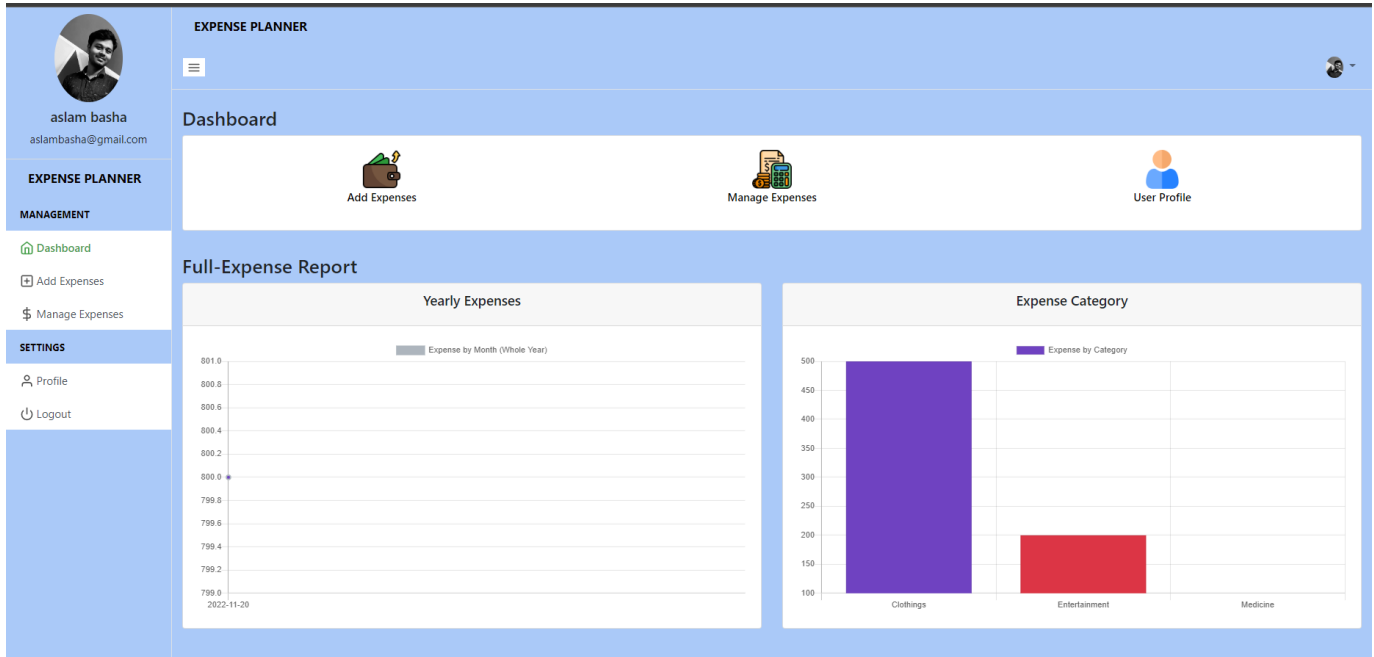 EXPENSE PLANNER
aslam basha
aslambasha@gmail.com
EXPENSE PLANNER
MANAGEMENT
Dashboard
Add Expenses
Manage Expenses
SETTINGS
Profile
Logout
Dashboard
Add Expenses
Manage Expenses
User Profile
Full-Expense Report
Yearly Expenses
Expense by Month (Whole Year)
801.0
800.8
800.6
800.4
800.2
800.0
799.8
799.6
799.4
799.2
799.0
2022-11-20
Expense Category
Expense by Category
500
450
400
350
300
250
200
150
100
Clothings
Entertainment
Medicine